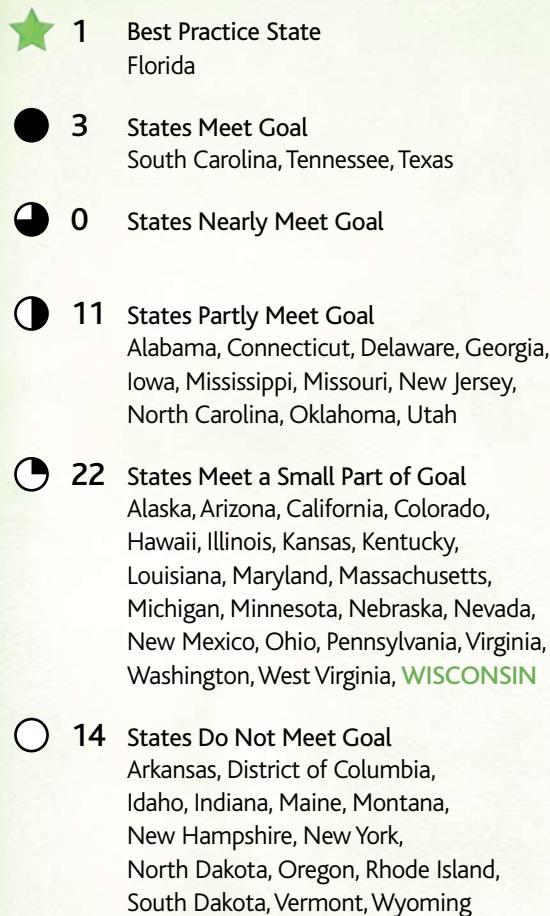 1 Best Practice State
Florida
3 States Meet Goal
South Carolina, Tennessee, Texas
0 States Nearly Meet Goal
11 States Partly Meet Goal
Alabama, Connecticut, Delaware, Georgia,
Iowa, Mississippi, Missouri, New Jersey,
North Carolina, Oklahoma, Utah
22 States Meet a Small Part of Goal
Alaska, Arizona, California, Colorado,
Hawaii, Illinois, Kansas, Kentucky,
Louisiana, Maryland, Massachusetts,
Michigan, Minnesota, Nebraska, Nevada,
New Mexico, Ohio, Pennsylvania, Virginia,
Washington, West Virginia, WISCONSIN
14 States Do Not Meet Goal
Arkansas, District of Columbia,
Idaho, Indiana, Maine, Montana,
New Hampshire, New York,
North Dakota, Oregon, Rhode Island,
South Dakota, Vermont, Wyoming